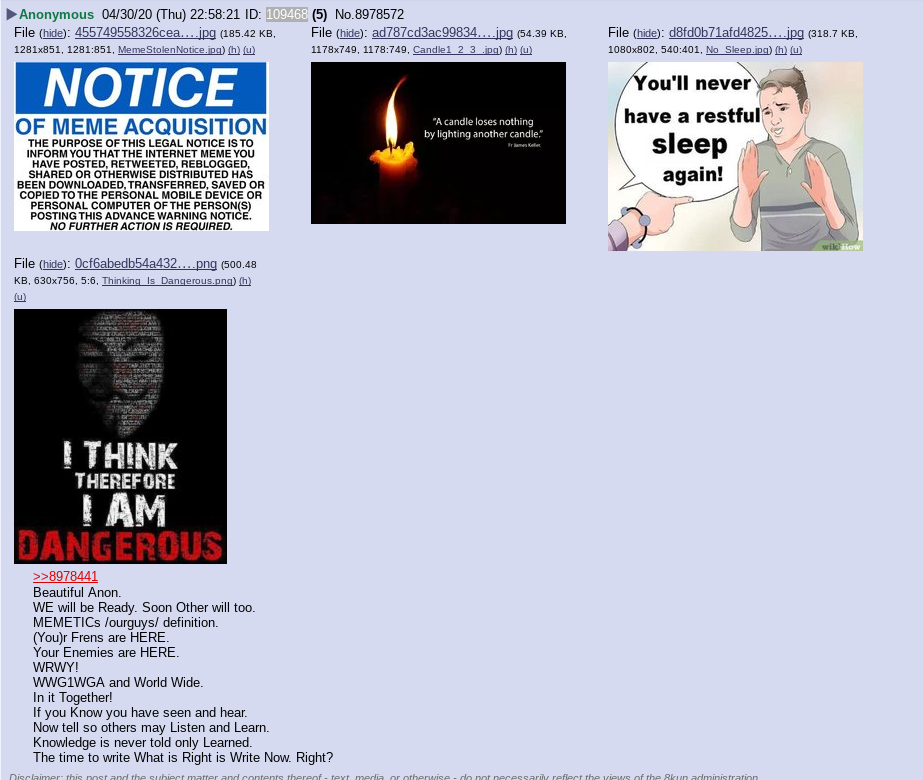 Anonymous 04/30/20 (Thu) 22:58:21 ID: 109468 (5) No.8978572
File (hide): 455749558326cea….jpg (185.42 KB, 1281x851, 1281:851, MemeStolenNotice.jpg) (h) (u)
NOTICE
OF MEME ACQUISITION
THE PURPOSE OF THIS LEGAL NOTICE IS TO
INFORM YOU THAT THE INTERNET MEME YOU
HAVE POSTED, RETWEETED, REBLOGGED,
SHARED OR OTHERWISE DISTRIBUTED HAS
BEEN DOWNLOADED, TRANSFERRED, SAVED OR
COPIED TO THE PERSONAL MOBILE DEVICE OR
PERSONAL COMPUTER OF THE PERSON(S)
POSTING THIS ADVANCE WARNING NOTICE.
NO FURTHER ACTION IS REQUIRED.
File (hide): ad787cd3ac99834….jpg (54.39 KB, 1178x749, 1178:749, Candle1_2_3_.jpg) (h) (u)
"A candle loses nothing
by lighting another candle."
Fr James Keller.
File (hide): d8fd0b71afd4825….jpg (318.7 KB, 1080x802, 540:401, No_Sleep.jpg) (h) (u)
You'll never
have a restful
sleep
again!
wikiHow
File (hide): 0cf6abedb54a432….png (500.48 KB, 630x756, 5:6, Thinking_Is_Dangerous.png) (h) (u)
I THINK
THEREFORE
I AM
DANGEROUS
>>8978441
Beautiful Anon.
WE will be Ready. Soon Other will too.
MEMETICs /ourguys/ definition.
(You)r Frens are HERE.
Your Enemies are HERE.
WRWY!
WWG1WGA and World Wide.
In it Together!
If you Know you have seen and hear.
Now tell so others may Listen and Learn.
Knowledge is never told only Learned.
The time to write What is Right is Write Now. Right?
Disclaimer: this post and the subject matter and contents thereof - text, media, or otherwise - do not necessarily reflect the views of the 8kun administration.